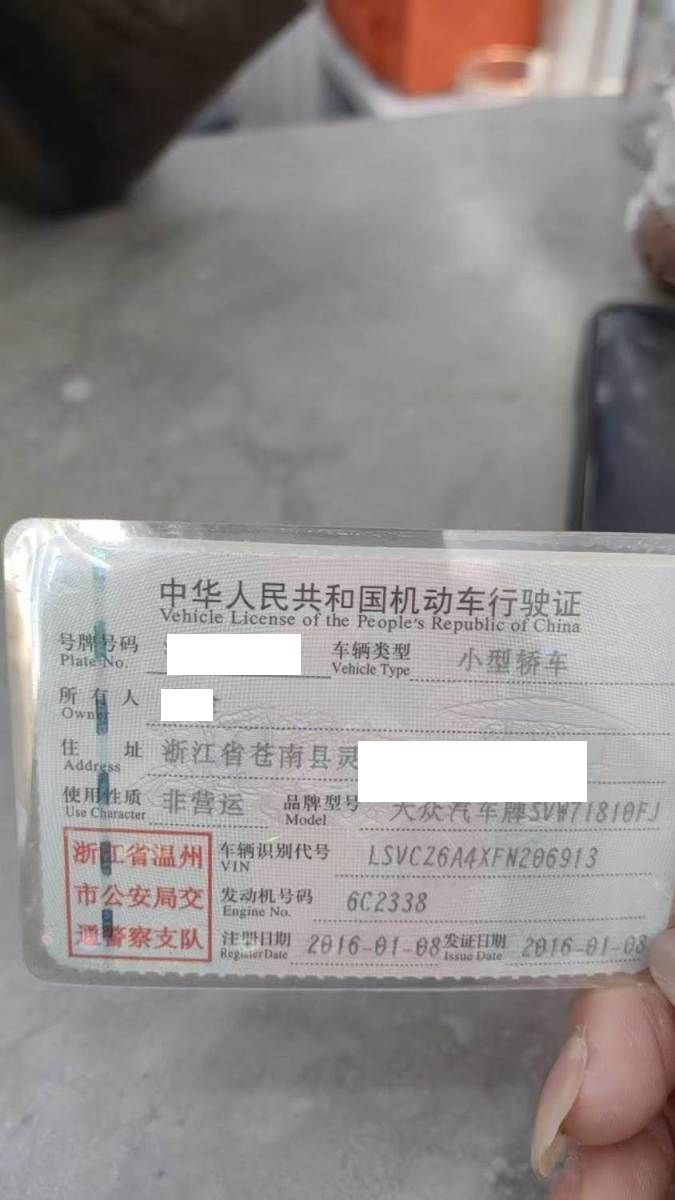 中华人民共和国机动车行驶证
Vehicle License of the People's Republic of China
号牌号码 车辆类型 小型轿车
Plate No. Vehicle Type
所有人
Owner
住址 浙江省苍南县灵
Address
使用性质 非营运 品牌型号 大众汽车牌SVW71810FJ
Use Character Model
浙江省温州 车辆识别代号 LSVCZ6A4XFN206913
VIN
市公安局交 发动机号码 6C2338
Engine No.
通警察支队 注册日期 2016-01-08 发证日期 2016-01-08
Register Date Issue Date